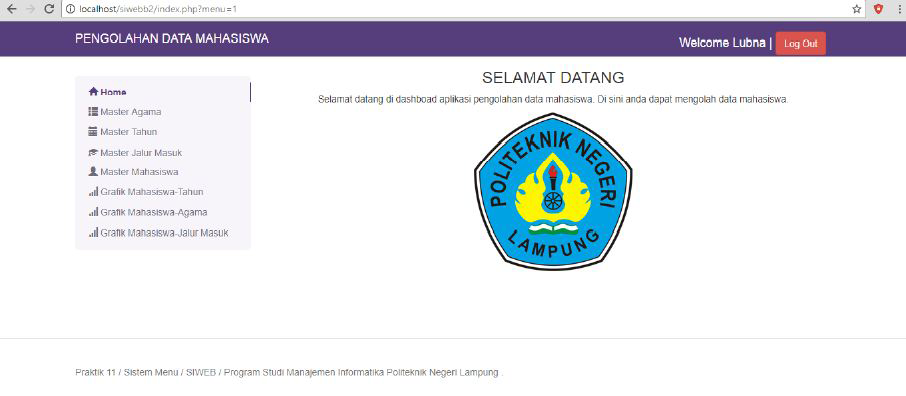 localhost/siwebb2/index.php?menu=1
PENGOLAHAN DATA MAHASISWA
Welcome Lubna | Log Out
Home
Master Agama
Master Tahun
Master Jalur Masuk
Master Mahasiswa
Grafik Mahasiswa-Tahun
Grafik Mahasiswa-Agama
Grafik Mahasiswa-Jalur Masuk
SELAMAT DATANG
Selamat datang di dashboad aplikasi pengolahan data mahasiswa. Di sini anda dapat mengolah data mahasiswa.
POLITEKNIK NEGERI
LAMPUNG
Praktik 11 / Sistem Menu / SIWEB / Program Studi Manajemen Informatika Politeknik Negeri Lampung .